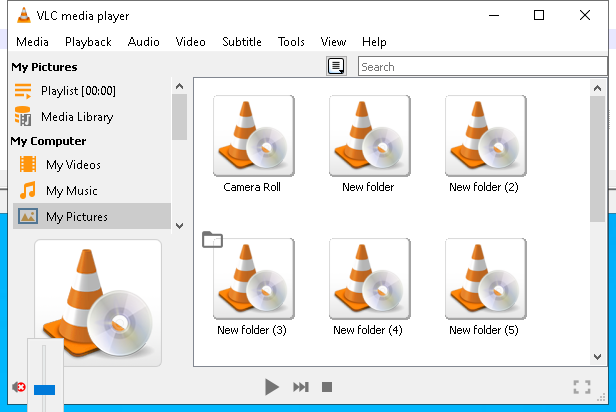 VLC media player
Media Playback Audio Video Subtitle Tools View Help
My Pictures
Search
Playlist [00:00]
Media Library
My Computer
My Videos
My Music
My Pictures
Camera Roll New folder New folder (2)
New folder (3) New folder (4) New folder (5)